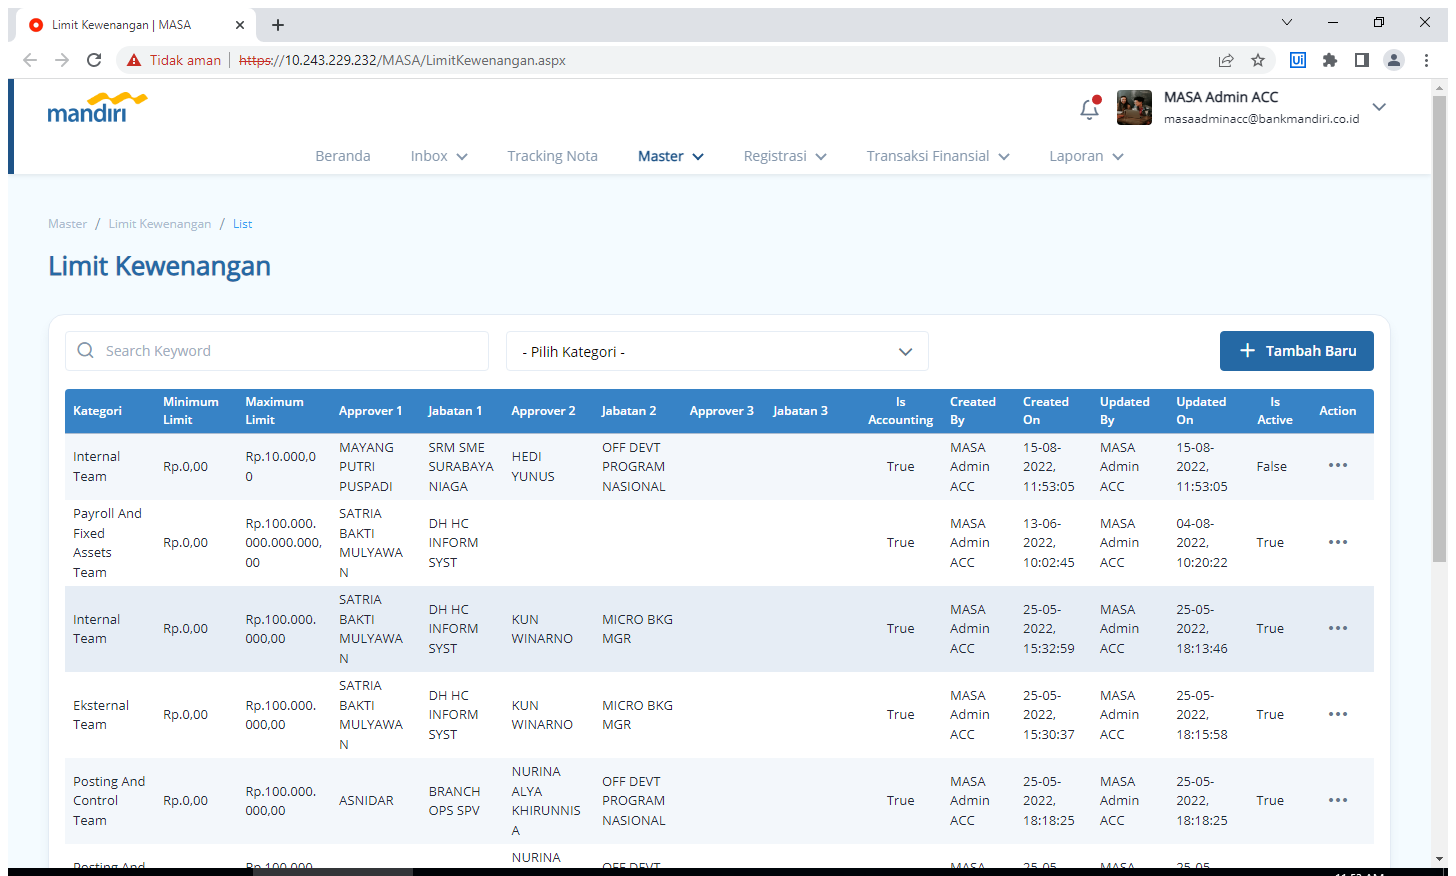 Limit Kewenangan | MASA
Tidak aman https://10.243.229.232/MASA/LimitKewenangan.aspx
Ui
mandiri
MASA Admin ACC
masaadminacc@bankmandiri.co.id
Beranda Inbox Tracking Nota Master Registrasi Transaksi Finansial Laporan
Master / Limit Kewenangan / List
Limit Kewenangan
Search Keyword - Pilih Kategori - + Tambah Baru
Kategori Minimum Limit Maximum Limit Approver 1 Jabatan 1 Approver 2 Jabatan 2 Approver 3 Jabatan 3 Is Accounting Created By Created On Updated By Updated On Is Active Action
Internal Team Rp.0,00 Rp.10.000,00 MAYANG PUTRI PUSPADI SRM SME SURABAYA NIAGA HEDI YUNUS OFF DEVT PROGRAM NASIONAL True MASA Admin ACC 15-08-2022, 11:53:05 MASA Admin ACC 15-08-2022, 11:53:05 False ...
Payroll And Fixed Assets Team Rp.0,00 Rp.100.000.000.000.000,00 SATRIA BAKTI MULYAWAN DH HC INFORM SYST True MASA Admin ACC 13-06-2022, 10:02:45 MASA Admin ACC 04-08-2022, 10:20:22 True ...
Internal Team Rp.0,00 Rp.100.000.000,00 SATRIA BAKTI MULYAWAN DH HC INFORM SYST KUN WINARNO MICRO BKG MGR True MASA Admin ACC 25-05-2022, 15:32:59 MASA Admin ACC 25-05-2022, 18:13:46 True ...
Eksternal Team Rp.0,00 Rp.100.000.000,00 SATRIA BAKTI MULYAWAN DH HC INFORM SYST KUN WINARNO MICRO BKG MGR True MASA Admin ACC 25-05-2022, 15:30:37 MASA Admin ACC 25-05-2022, 18:15:58 True ...
Posting And Control Team Rp.0,00 Rp.100.000.000,00 ASNIDAR BRANCH OPS SPV NURINA ALYA KHIRUNNISA OFF DEVT PROGRAM NASIONAL True MASA Admin ACC 25-05-2022, 18:18:25 MASA Admin ACC 25-05-2022, 18:18:25 True ...
Posting And Rp.100.000. NURINA OFF DEVT MASA 25-05- MASA 25-05-